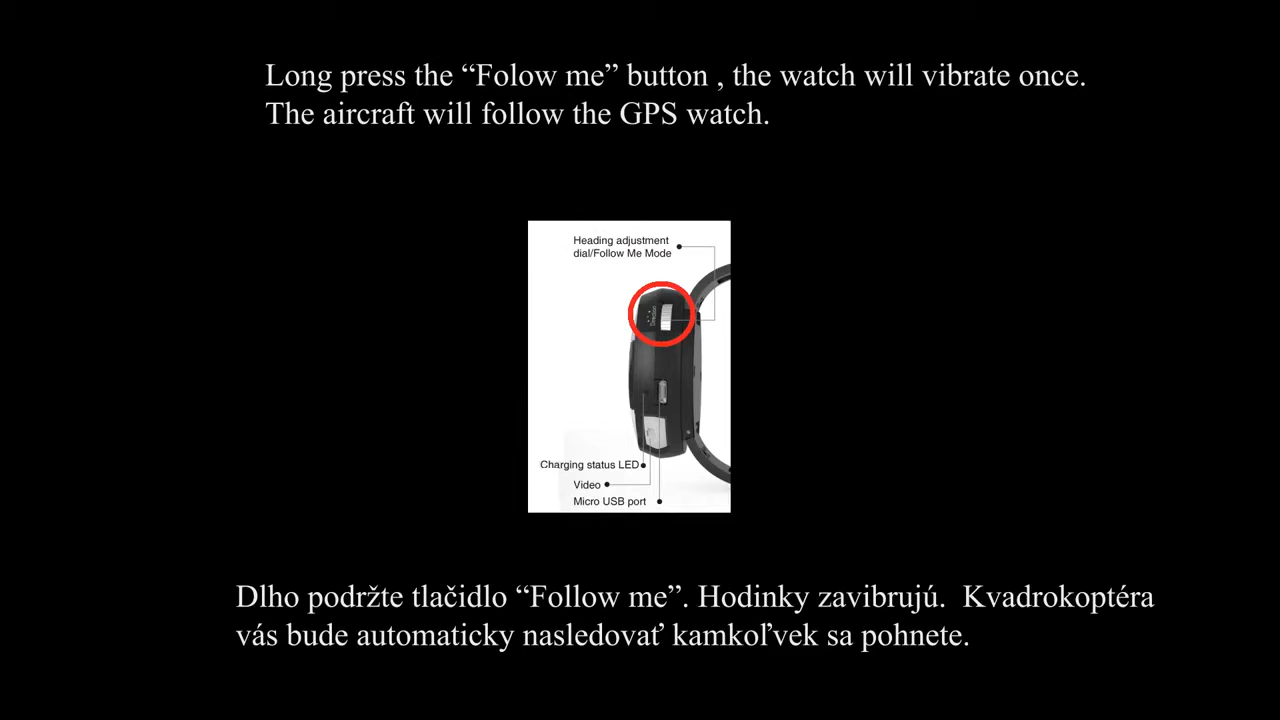 Long press the “Folow me” button , the watch will vibrate once.
The aircraft will follow the GPS watch.
Heading adjustment
dial/Follow Me Mode
Direction
Charging status LED
Video
Micro USB port
Dlho podržte tlačidlo “Follow me”. Hodinky zavibrujú.  Kvadrokoptéra
vás bude automaticky nasledovať kamkoľvek sa pohnete.